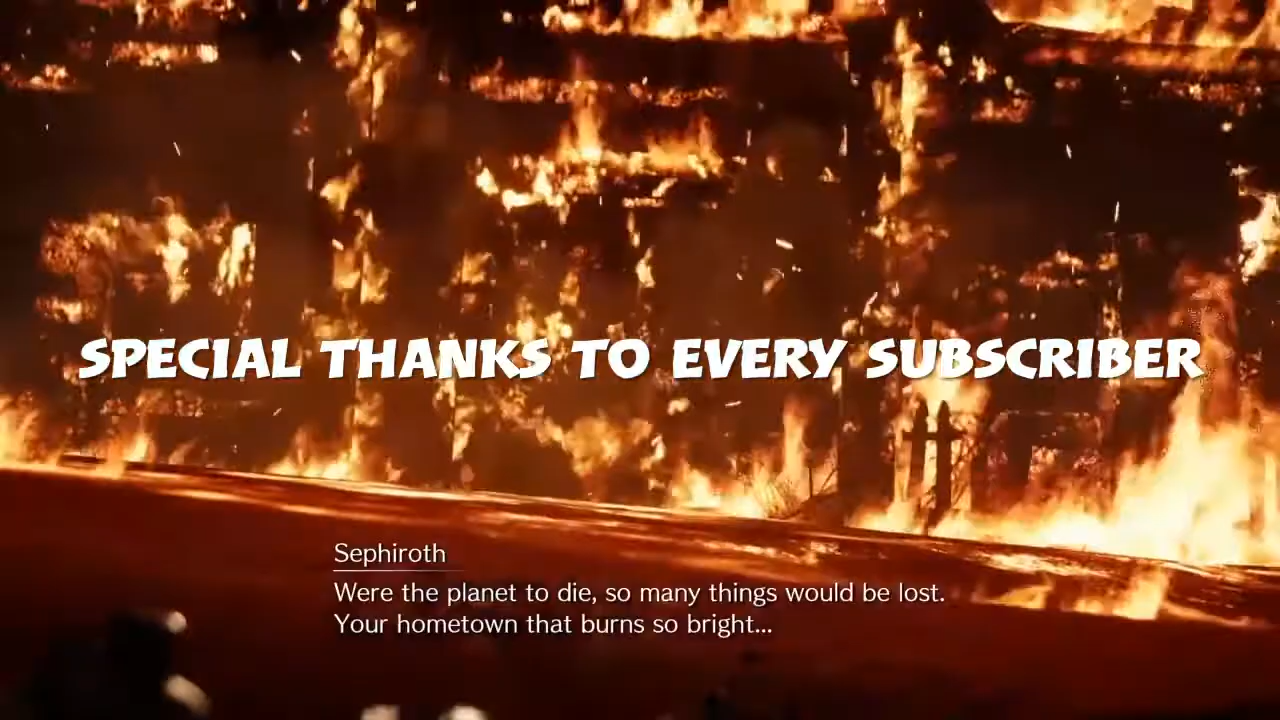 SPECIAL THANKS TO EVERY SUBSCRIBER
Sephiroth
Were the planet to die, so many things would be lost.
Your hometown that burns so bright...